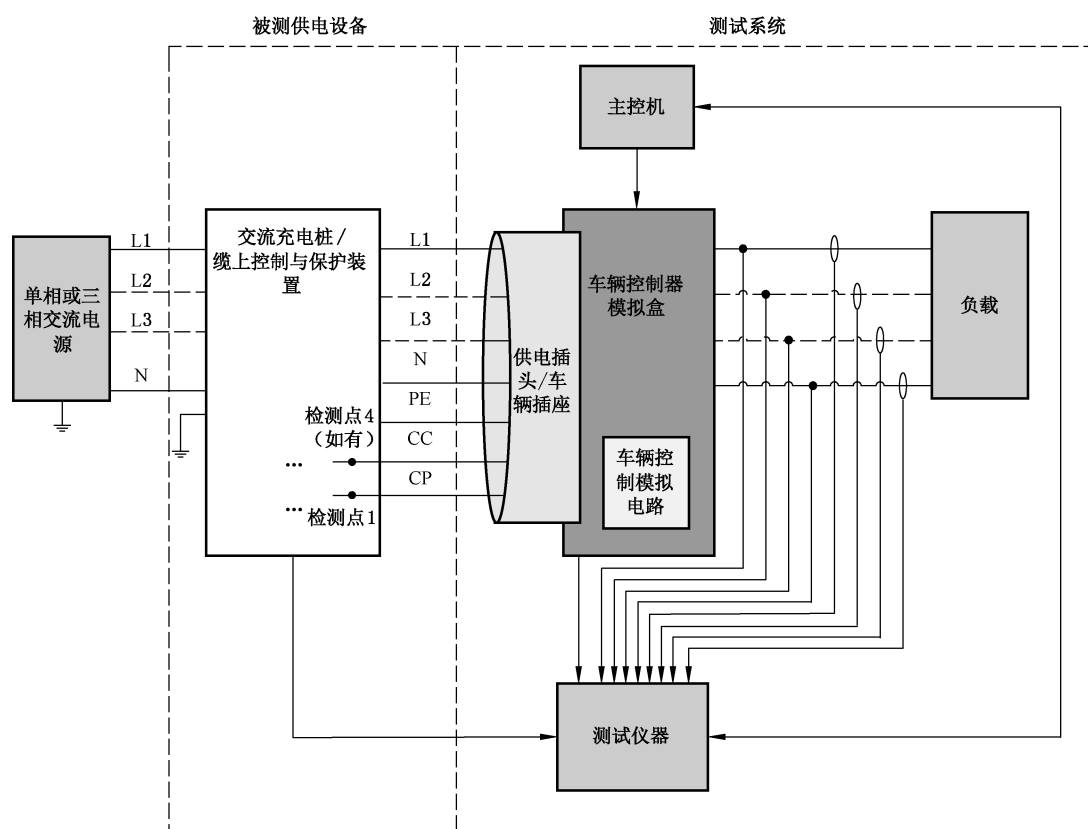 被测供电设备
测试系统
主控机
单相或三
相交流电
源
L1
L2
L3
N
交流充电桩/
缆上控制与保护装
置
检测点4
（如有）
...
...
检测点1
L1
L2
L3
N
PE
CC
CP
供电插
头/车
辆插座
车辆控制器
模拟盒
车辆控
制模拟
电路
负载
测试仪器